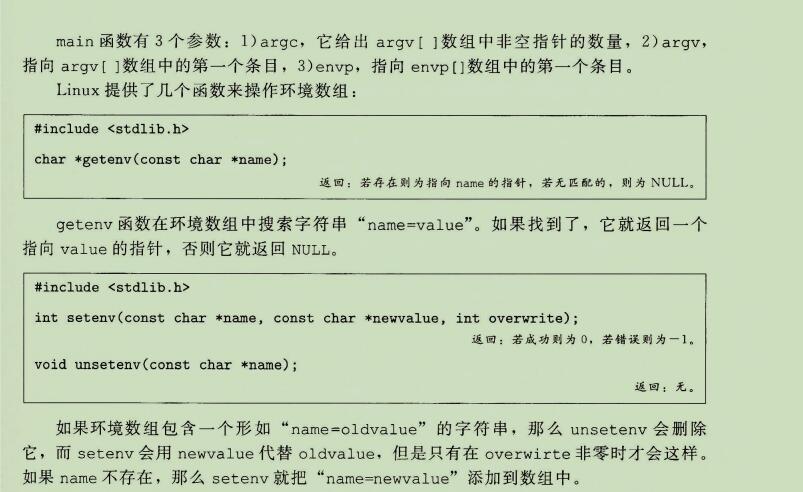 main 函数有 3 个参数：1)argc，它给出 argv[ ]数组中非空指针的数量，2)argv，
指向 argv[ ]数组中的第一个条目，3)envp，指向 envp[]数组中的第一个条目。
Linux 提供了几个函数来操作环境数组：
#include <stdlib.h>
char *getenv(const char *name);
返回：若存在则为指向 name 的指针，若无匹配的，则为 NULL。
getenv 函数在环境数组中搜索字符串“name=value”。如果找到了，它就返回一个
指向 value 的指针，否则它就返回 NULL。
#include <stdlib.h>
int setenv(const char *name, const char *newvalue, int overwrite);
返回：若成功则为 0，若错误则为－1。
void unsetenv(const char *name);
返回：无。
如果环境数组包含一个形如“name=oldvalue”的字符串，那么 unsetenv 会删除
它，而 setenv 会用 newvalue 代替 oldvalue，但是只有在 overwirte 非零时才会这样。
如果 name 不存在，那么 setenv 就把“name=newvalue”添加到数组中。